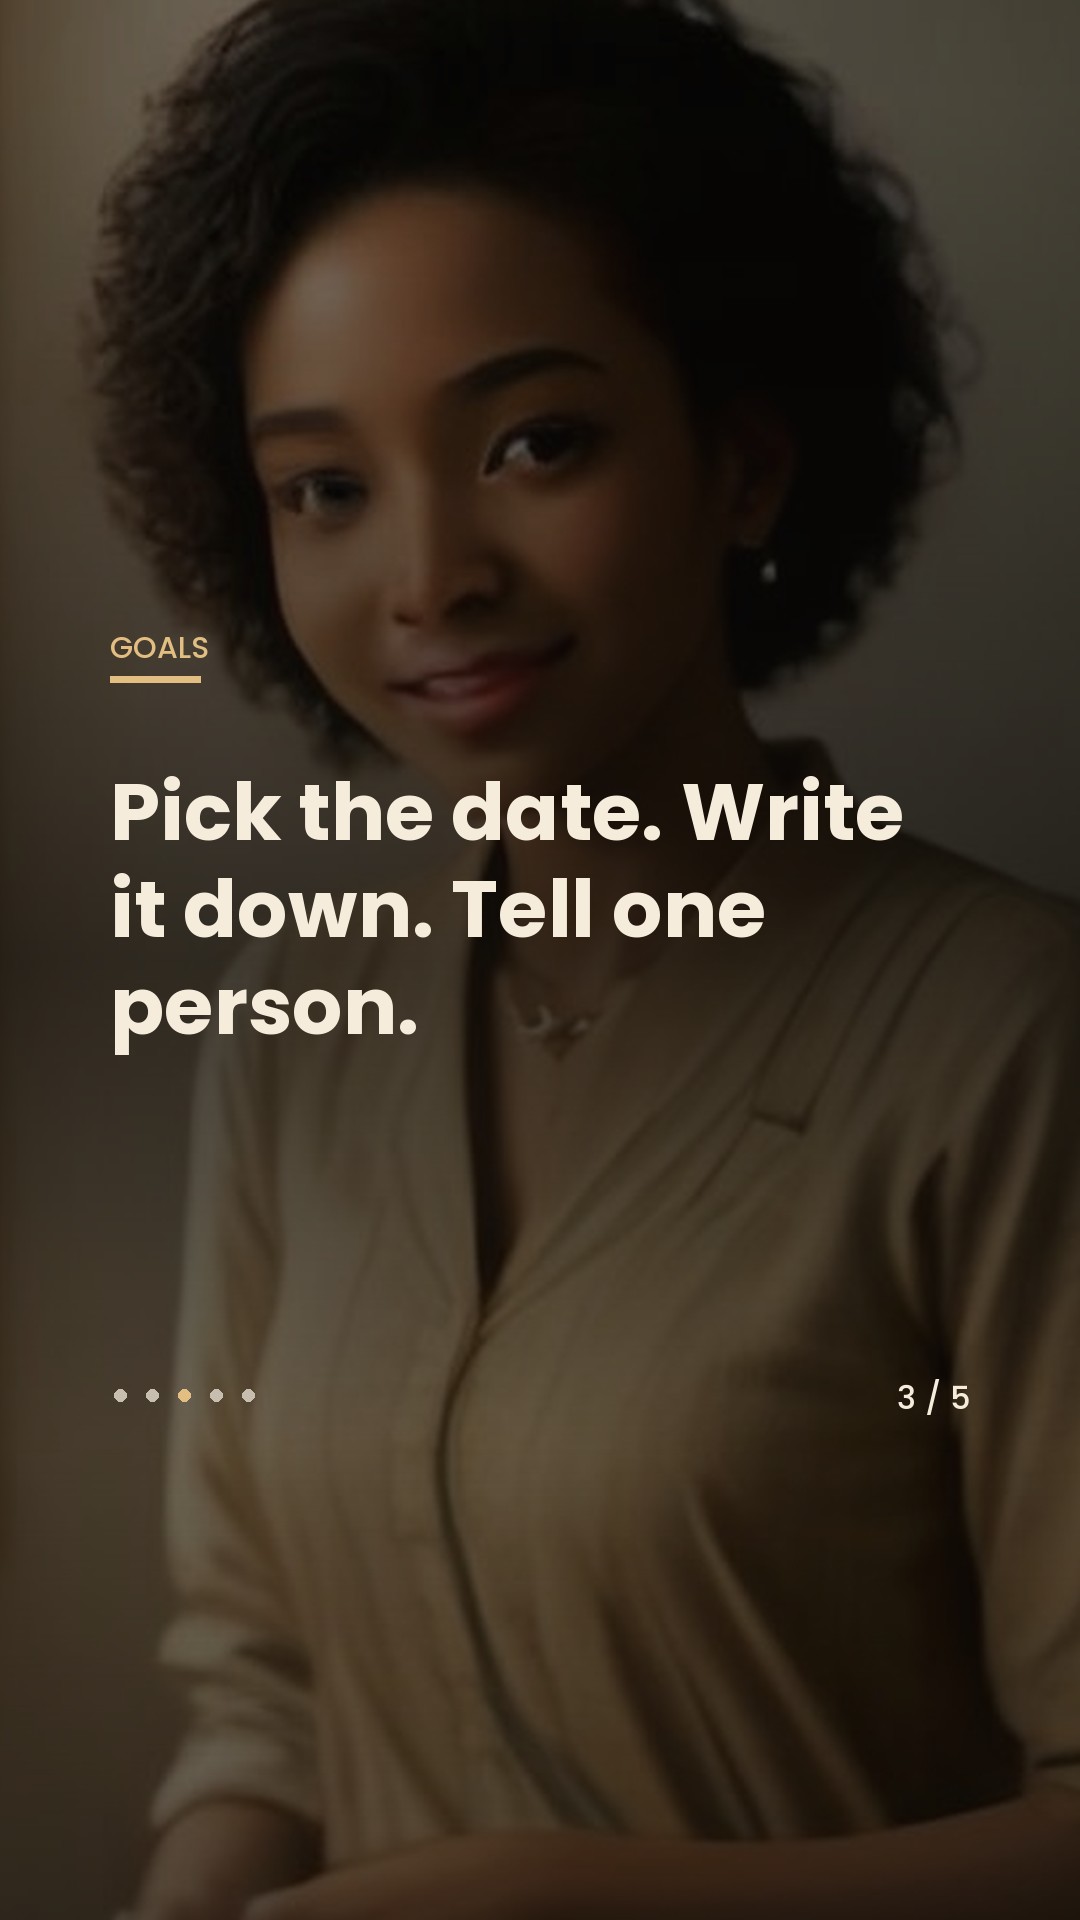 GOALS
Pick the date. Write
it down. Tell one
person.
3 / 5